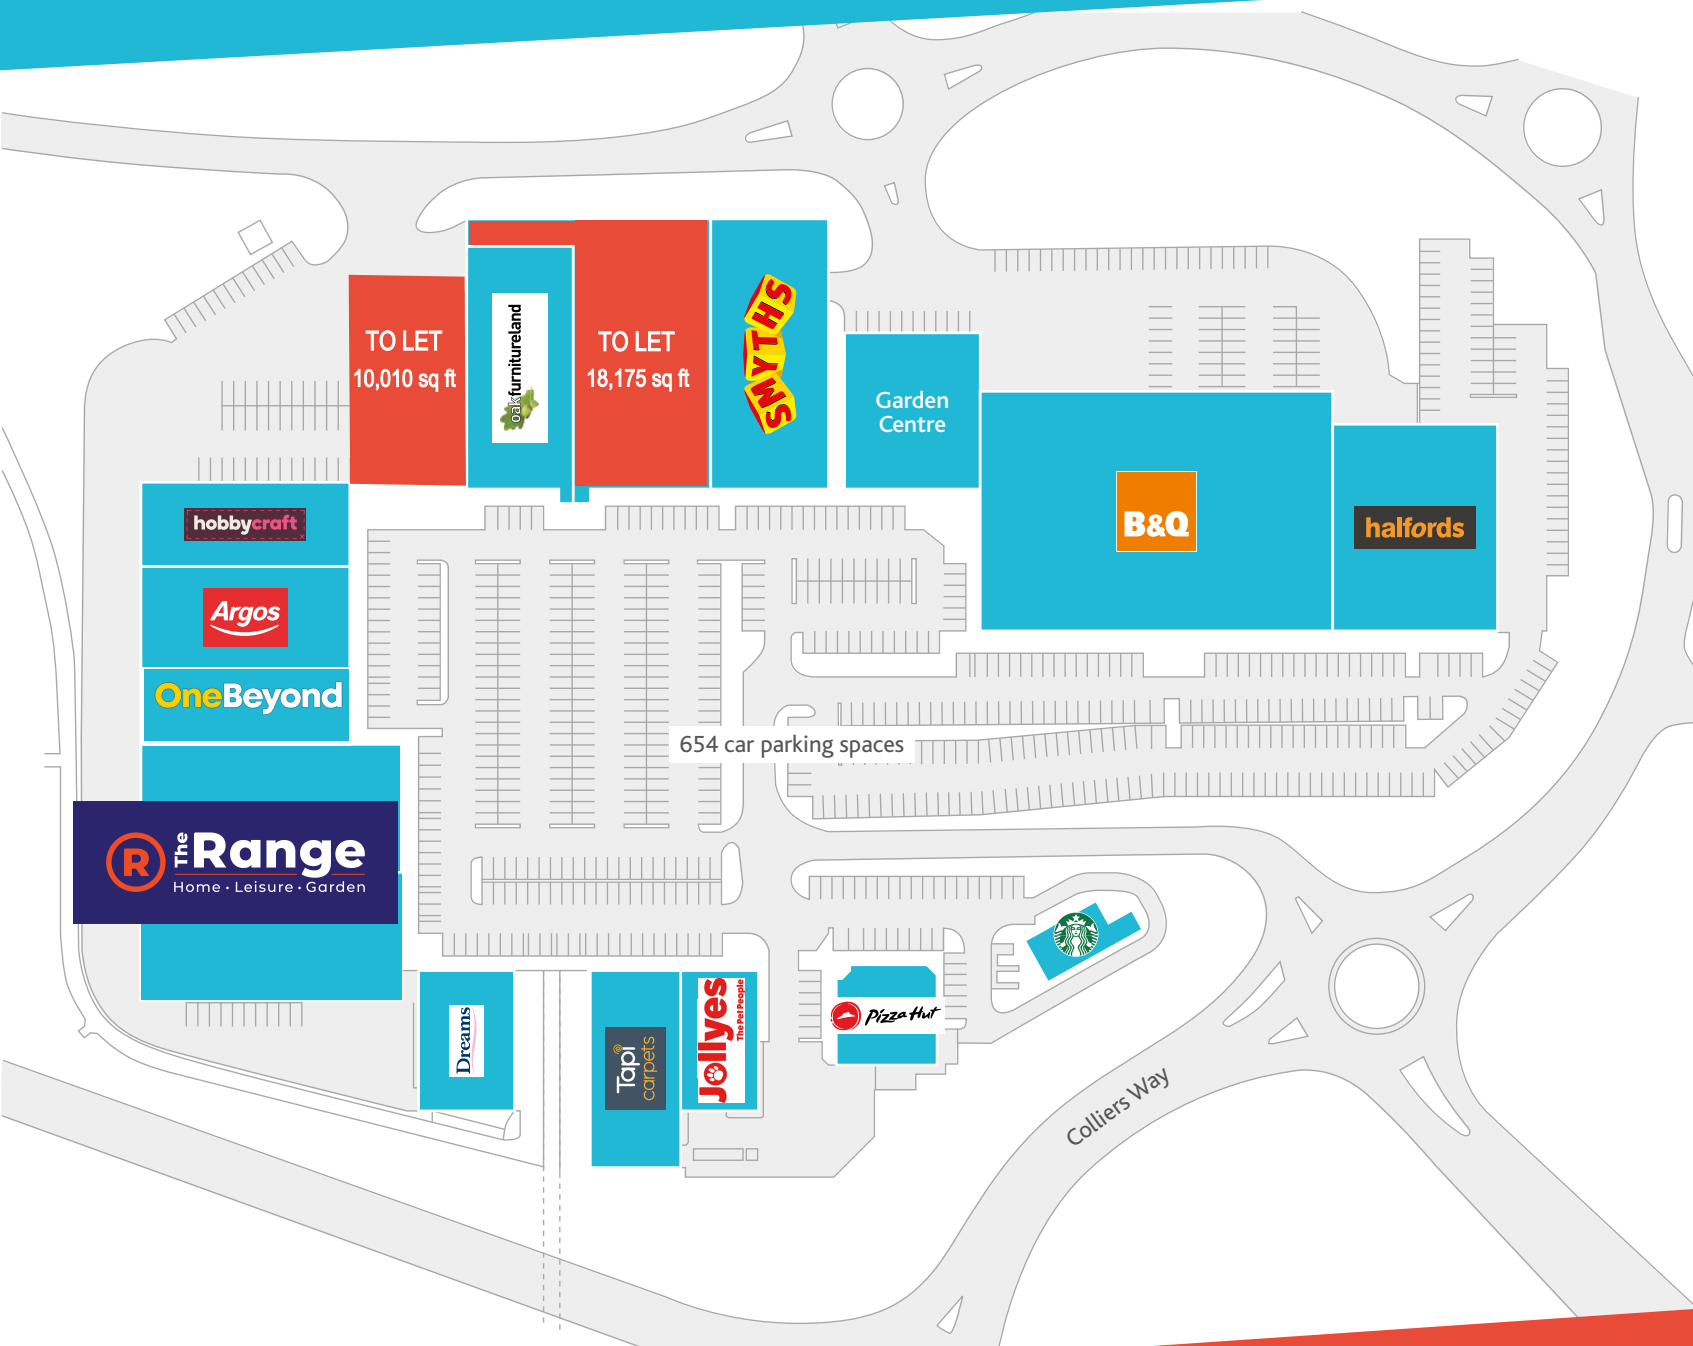 TO LET
10,010 sq ft
oakfurnitureland
TO LET
18,175 sq ft
SMYTHS
Garden
Centre
B&Q
halfords
hobbycraft
Argos
OneBeyond
654 car parking spaces
R The Range
Home · Leisure · Garden
Dreams
Tapi
carpets
Jollyes
The Pet People
Pizza Hut
Colliers Way